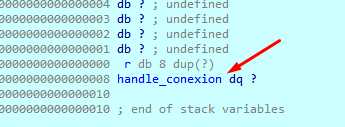 0000000000000004 db ? ; undefined
0000000000000003 db ? ; undefined
0000000000000002 db ? ; undefined
0000000000000001 db ? ; undefined
0000000000000000 r db 8 dup(?)
0000000000000008 handle_conexion dq ?
0000000000000010
0000000000000010 ; end of stack variables